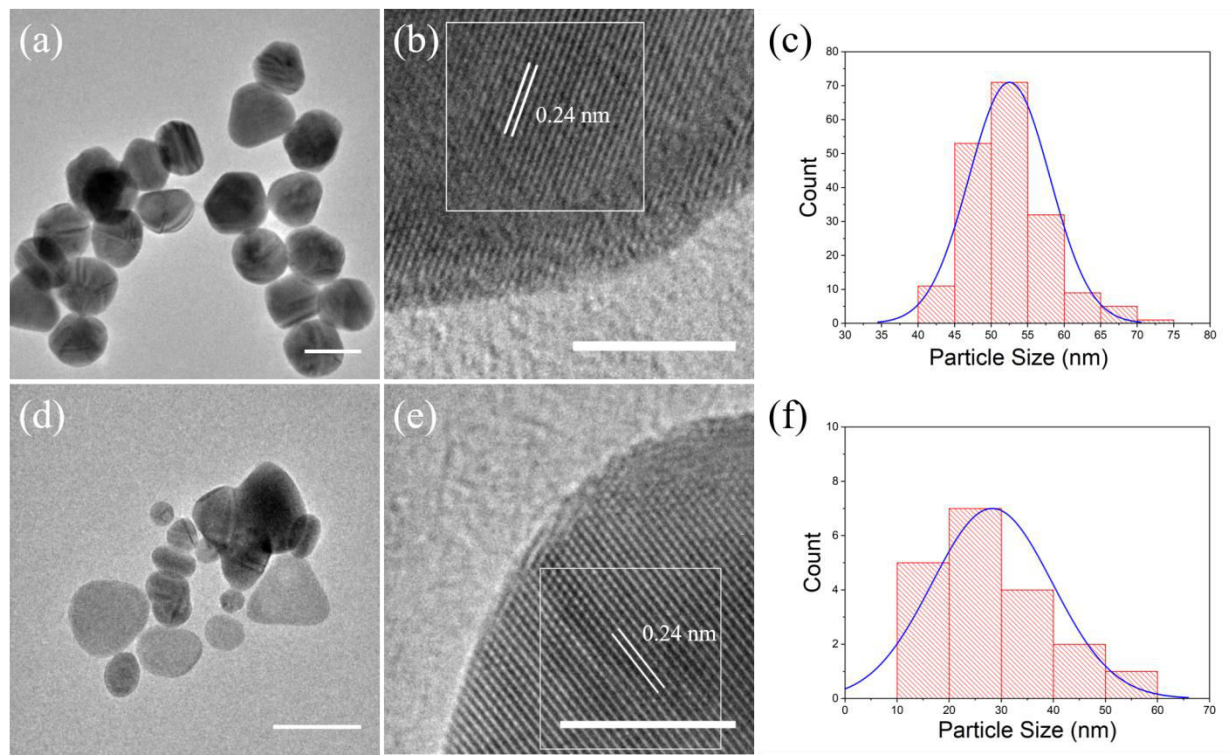 (a)
(b)
0.24 nm
(c)
80
70
60
50
40
30
20
10
0
Count
30 35 40 45 50 55 60 65 70 75 80
Particle Size (nm)
(d)
(e)
0.24 nm
(f)
10
8
6
4
2
0
Count
0 10 20 30 40 50 60 70
Particle Size (nm)